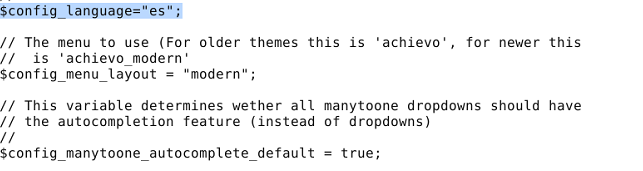 $config_language="es";
// The menu to use (For older themes this is 'achievo', for newer this
//  is 'achievo_modern'
$config_menu_layout = "modern";
// This variable determines wether all manytoone dropdowns should have
// the autocompletion feature (instead of dropdowns)
//
$config_manytoone_autocomplete_default = true;